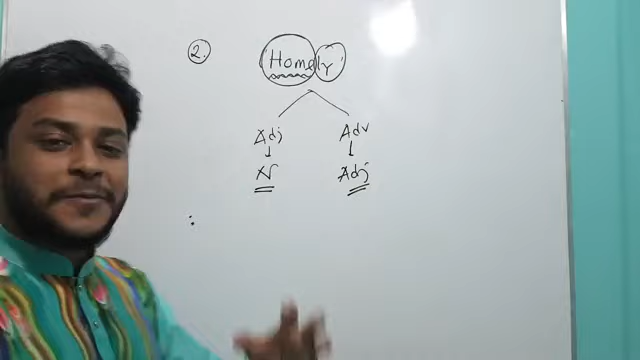 2. Homely
Adj Adv
↓ ↓
N Adj
: